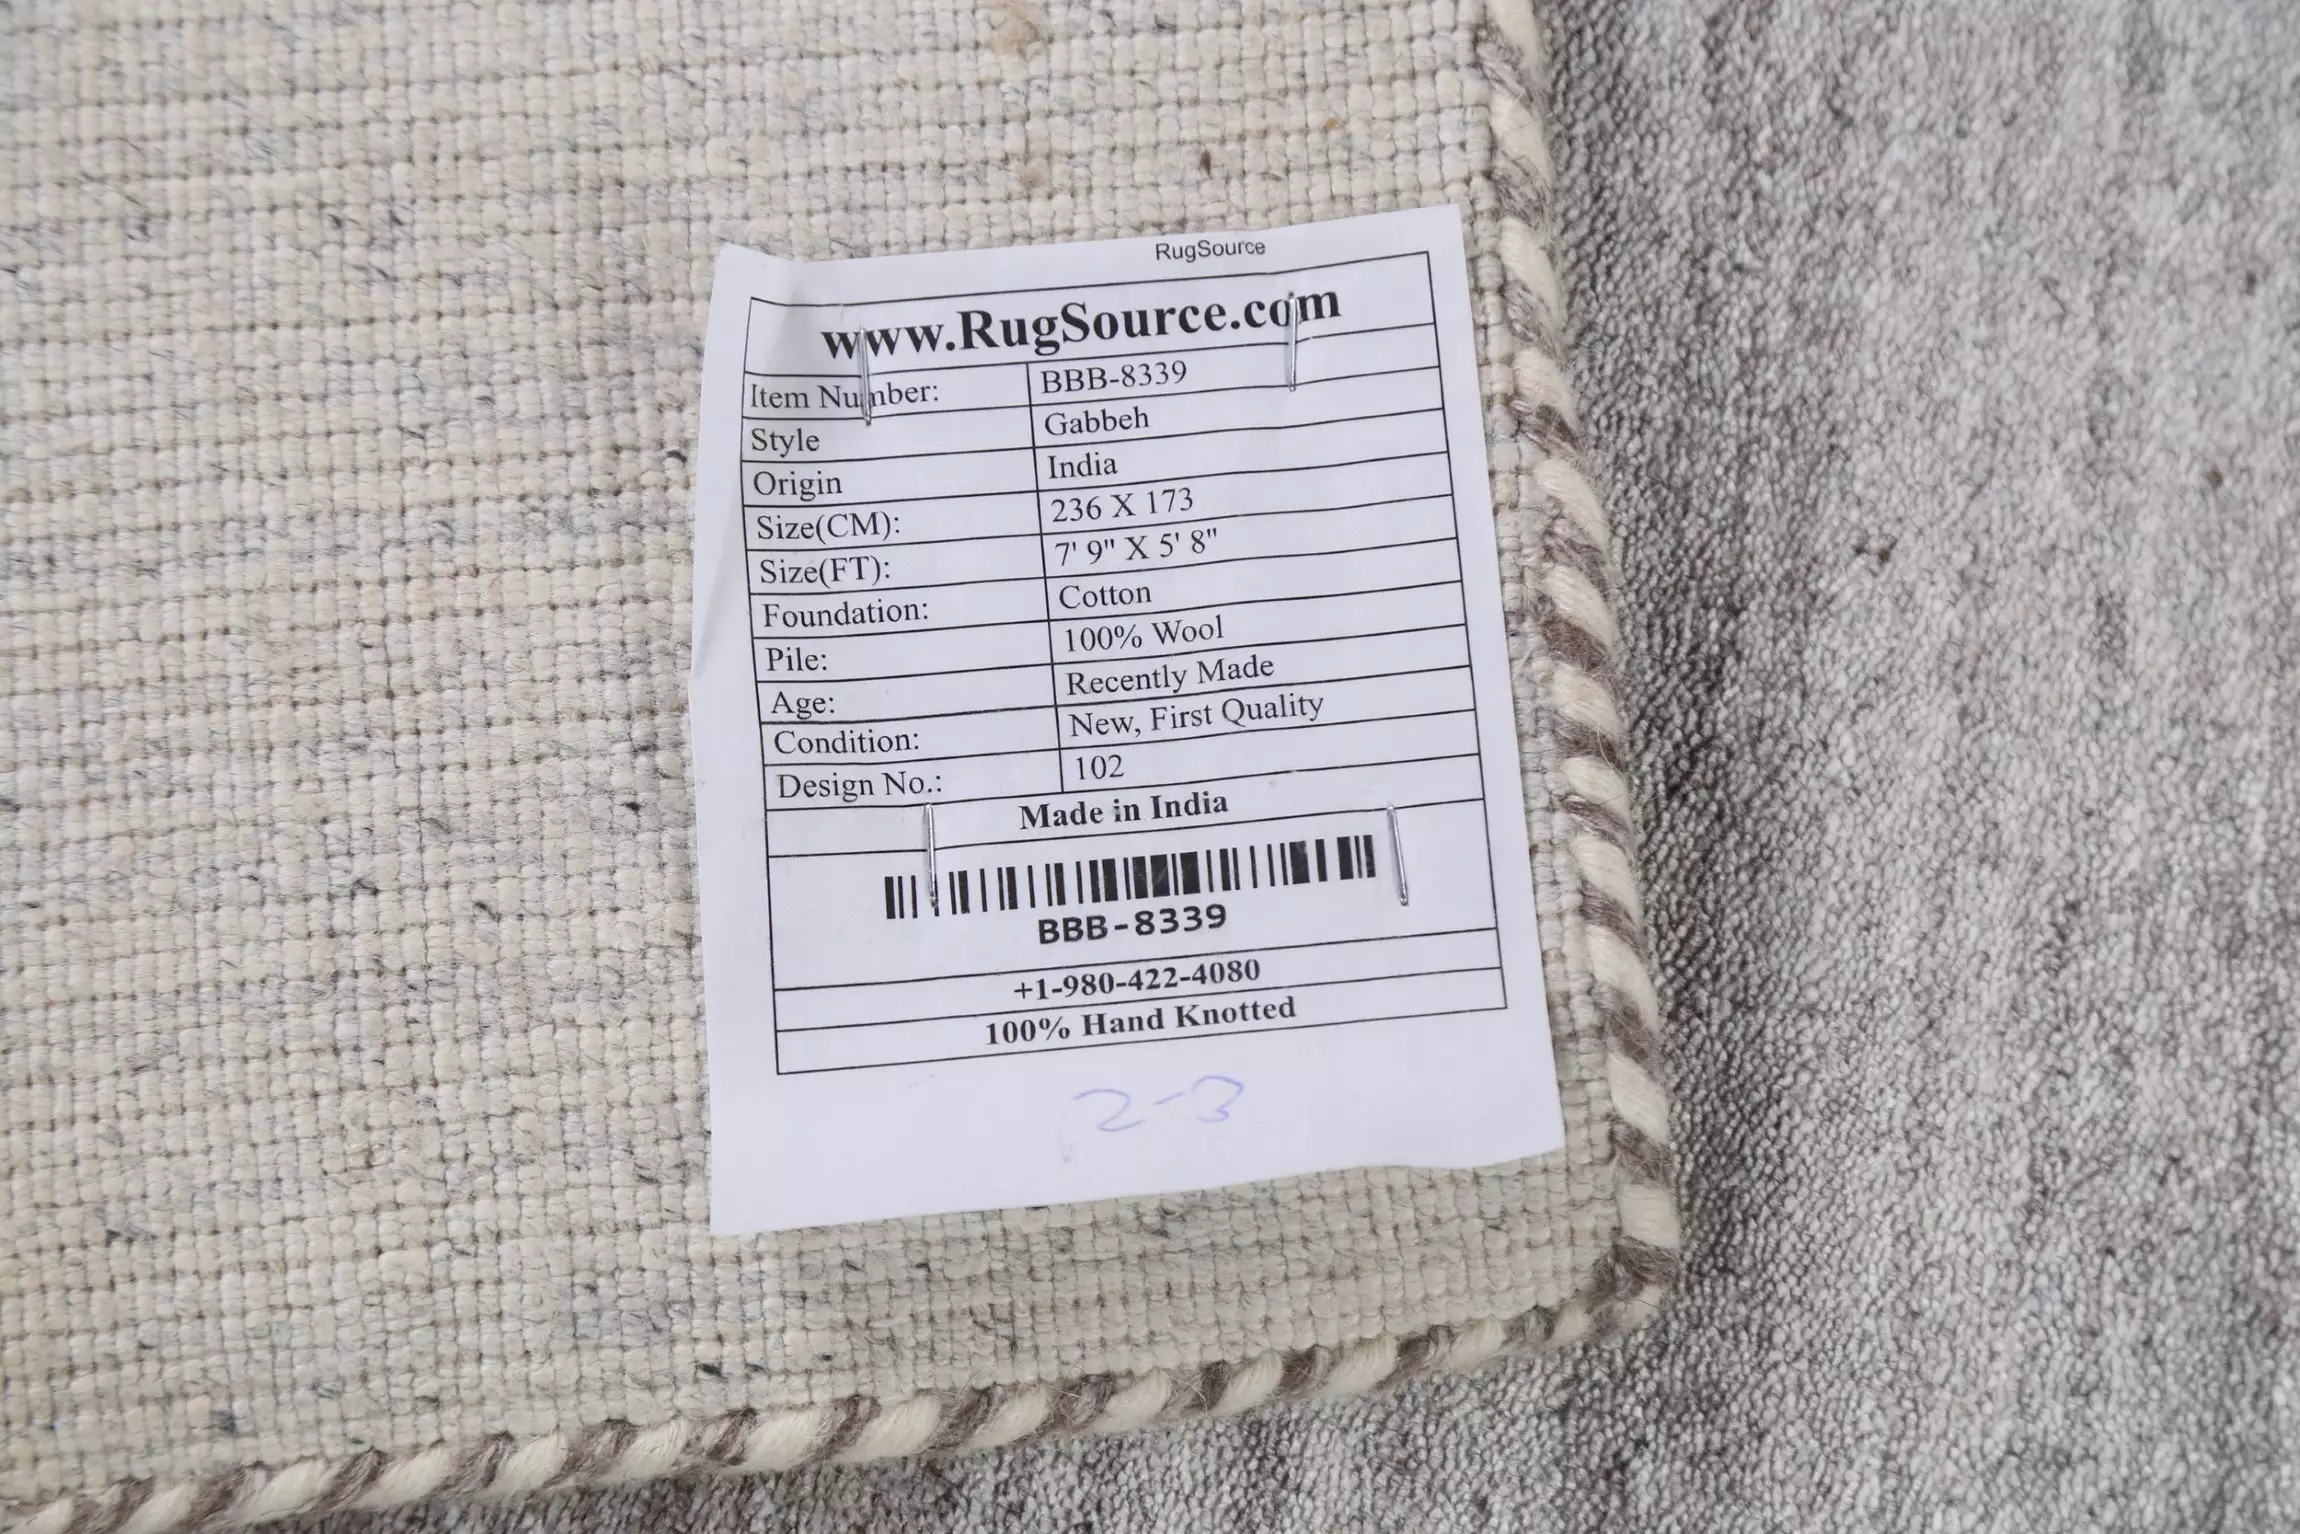 RugSource
www.RugSource.com
Item Number: BBB-8339
Style Gabbeh
Origin India
Size(CM): 236 X 173
Size(FT): 7' 9" X 5' 8"
Foundation: Cotton
Pile: 100% Wool
Age: Recently Made
Condition: New, First Quality
Design No.: 102
Made in India
BBB-8339
+1-980-422-4080
100% Hand Knotted